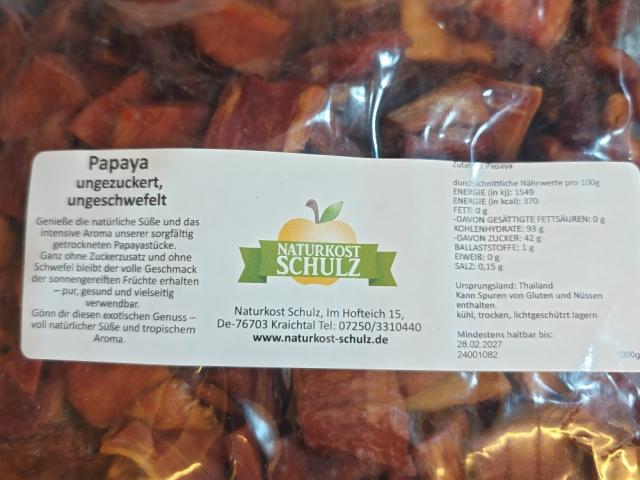 Papaya
ungezuckert,
ungeschwefelt
Genieße die natürliche Süße und das
intensive Aroma unserer sorgfältig
getrockneten Papayastücke.
Ganz ohne Zuckerzusatz und ohne
Schwefel bleibt der volle Geschmack
der sonnengereiften Früchte erhalten
– pur, gesund und vielseitig
verwendbar.
Gönn dir diesen exotischen Genuss –
voll natürlicher Süße und tropischem
Aroma.
NATURKOST
SCHULZ
Naturkost Schulz, Im Hofteich 15,
De-76703 Kraichtal Tel: 07250/3310440
www.naturkost-schulz.de
Papaya
durchschnittliche Nährwerte pro 100g
ENERGIE (in kj): 1549
ENERGIE (in kcal): 370
FETT: 0 g
-DAVON GESÄTTIGTE FETTSÄUREN: 0 g
KOHLENHYDRATE: 93 g
-DAVON ZUCKER: 42 g
BALLASTSTOFFE: 1 g
EIWEIß: 0 g
SALZ: 0,15 g
Ursprungsland: Thailand
Kann Spuren von Gluten und Nüssen
enthalten.
kühl, trocken, lichtgeschützt lagern
Mindestens haltbar bis:
28.02.2027
24001082
1000g